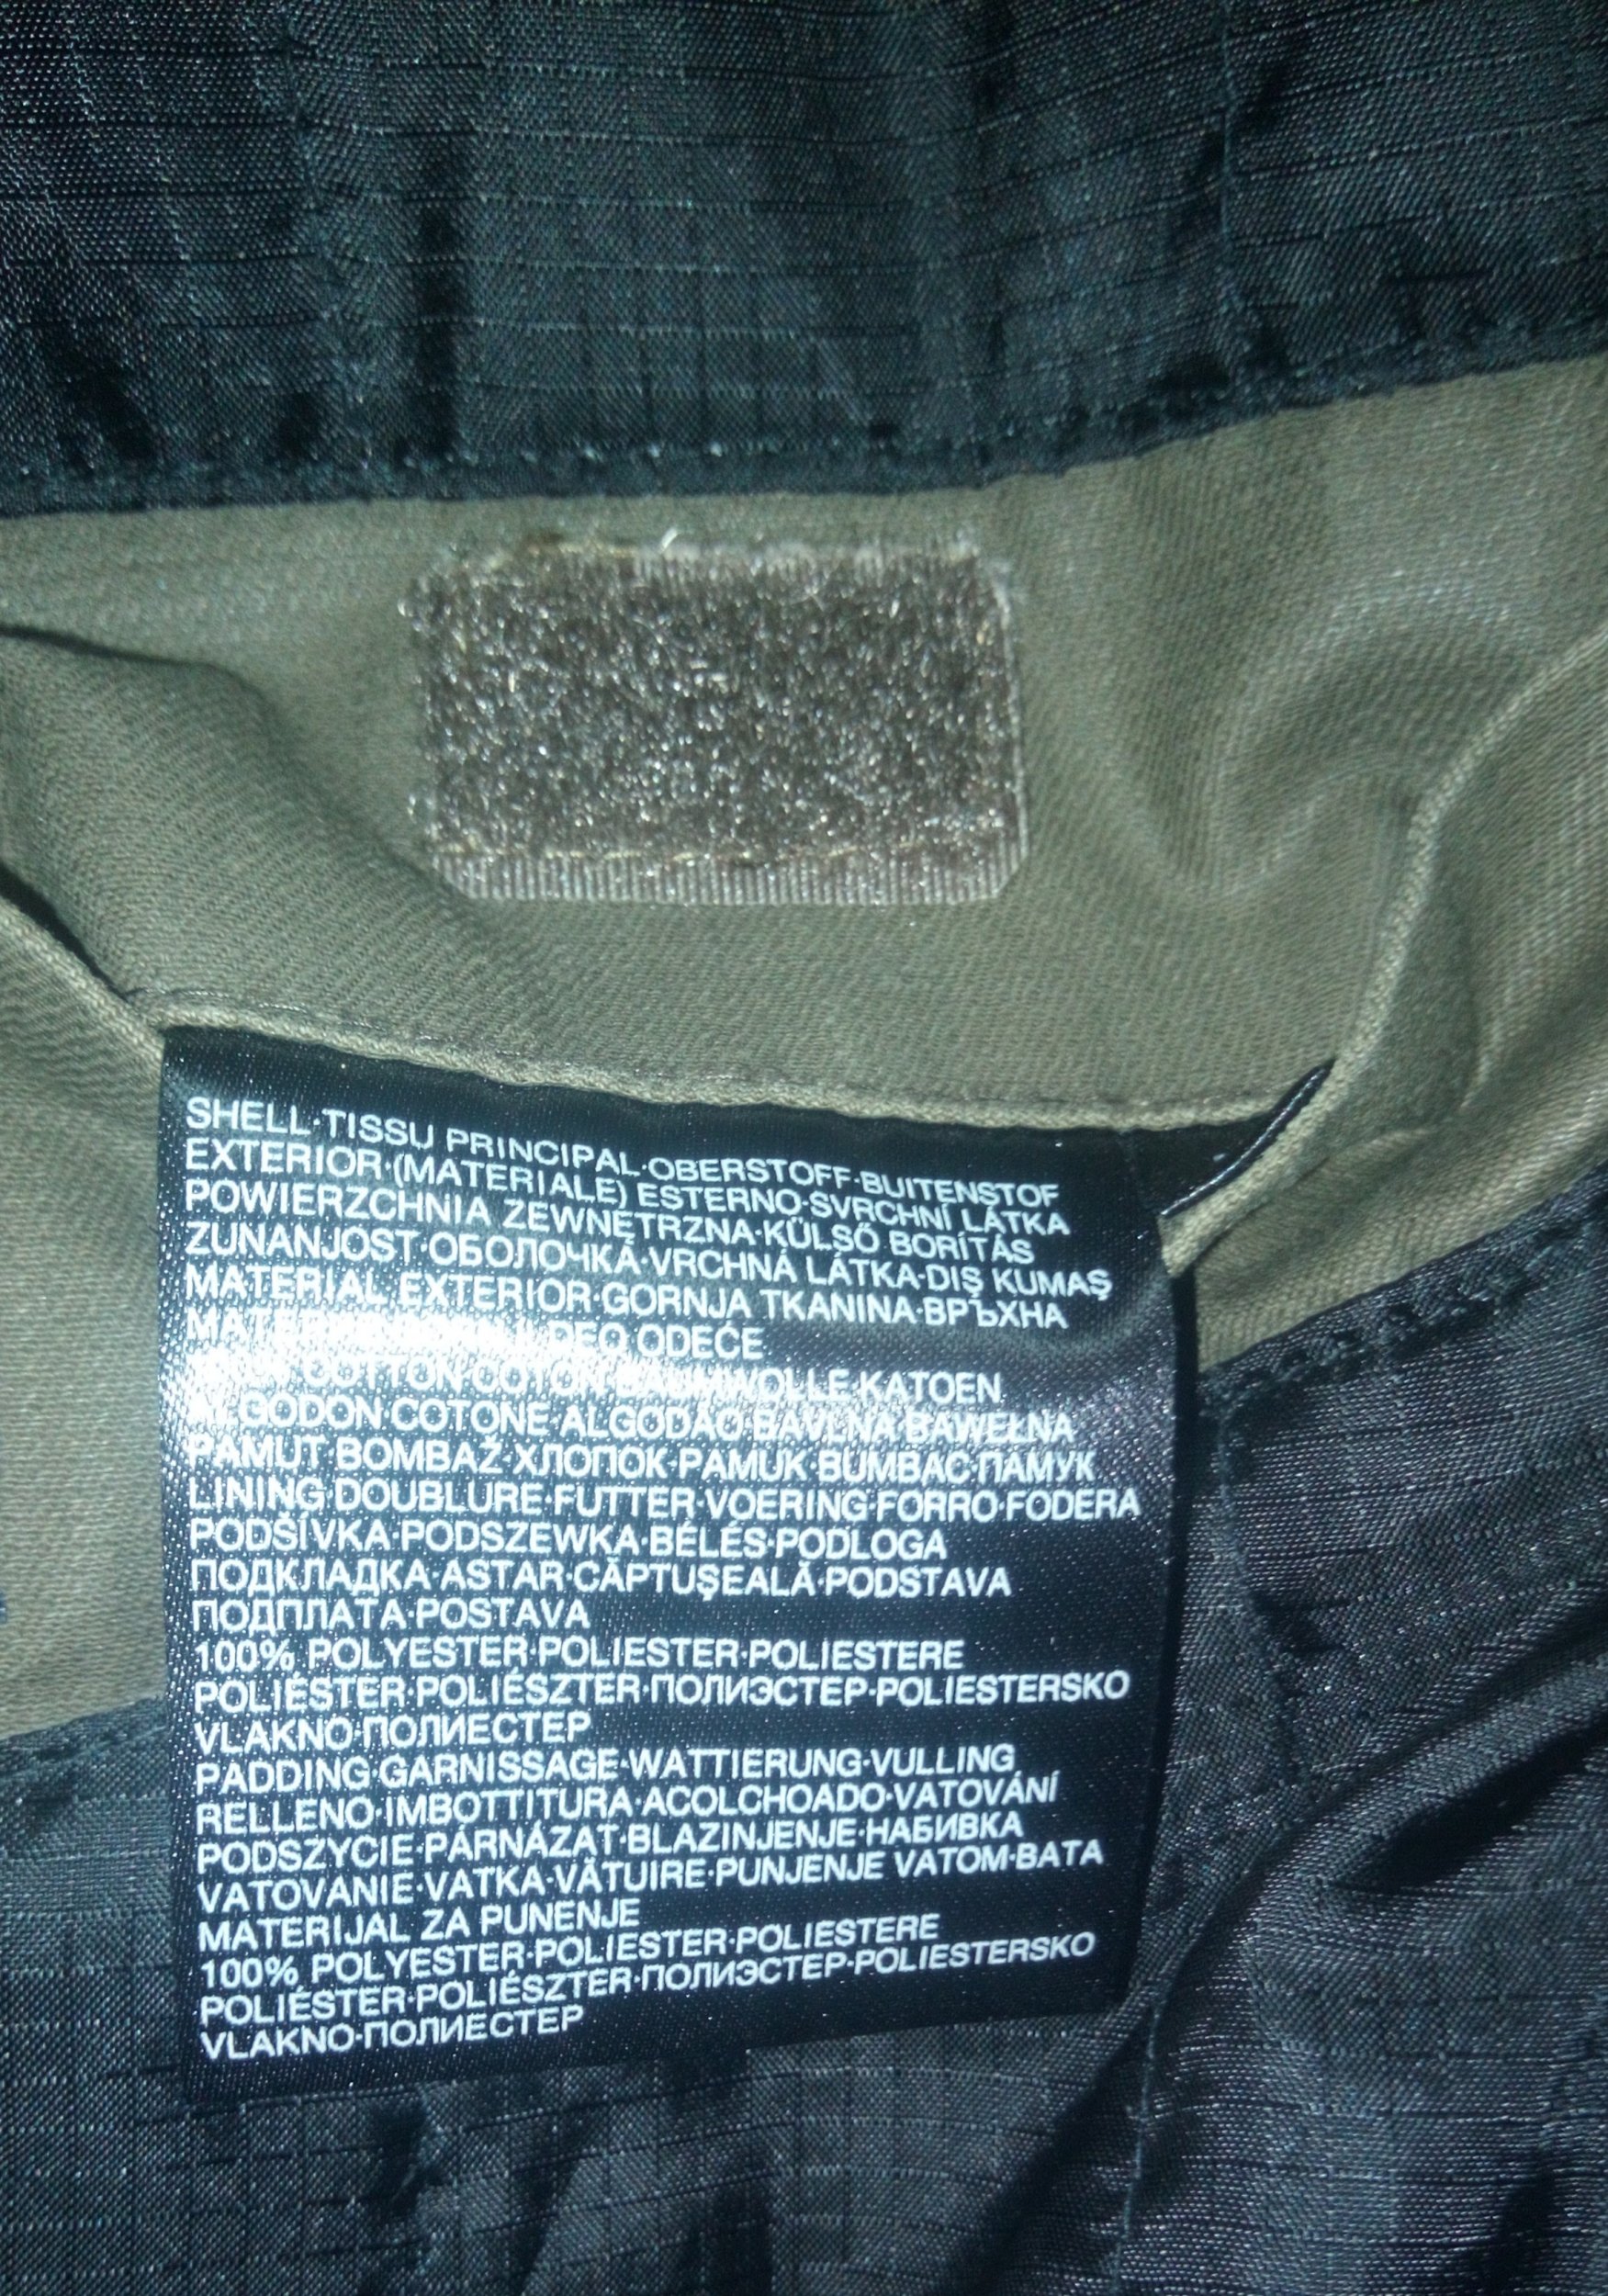 SHELL·TISSU PRINCIPAL·OBERSTOFF·BUITENSTOF
EXTERIOR·(MATERIALE) ESTERNO·SVRCHNÍ LÁTKA
POWIERZCHNIA ZEWNĘTRZNA·KÜLSŐ BORÍTÁS
ZUNANJOST·ОБОЛОЧКА·VRCHNÁ LÁTKA·DIŞ KUMAŞ
MATERIAL EXTERIOR·GORNJA TKANINA·ВРЪХНА
DEO ODEĆE
COTTON·COTON·BAUMWOLLE·KATOEN
ALGODON·COTONE·ALGODÃO·BAVLNA·BAWEŁNA
PAMUT·BOMBAŽ·ХЛОПОК·PAMUK·BUMBAC·ПАМУК
LINING·DOUBLURE·FUTTER·VOERING·FORRO·FODERA
PODŠÍVKA·PODSZEWKA·BÉLÉS·PODLOGA
ПОДКЛАДКА·ASTAR·CĂPTUŞEALĂ·PODSTAVA
ПОДПЛАТА·POSTAVA
100% POLYESTER·POLIESTER·POLIESTERE
POLIÉSTER·POLIÉSZTER·ПОЛИЭСТЕР·POLIESTERSKO
VLAKNO·ПОЛИЕСТЕР
PADDING·GARNISSAGE·WATTIERUNG·VULLING
RELLENO·IMBOTTITURA·ACOLCHOADO·VATOVÁNÍ
PODSZYCIE·PÁRNÁZAT·BLAZINJENJE·НАБИВКА
VATOVANIE·VATKA·VĂTUIRE·PUNJENJE VATOM·ВАТА
MATERIJAL ZA PUNENJE
100% POLYESTER·POLIESTER·POLIESTERE
POLIÉSTER·POLIÉSZTER·ПОЛИЭСТЕР·POLIESTERSKO
VLAKNO·ПОЛИЕСТЕР